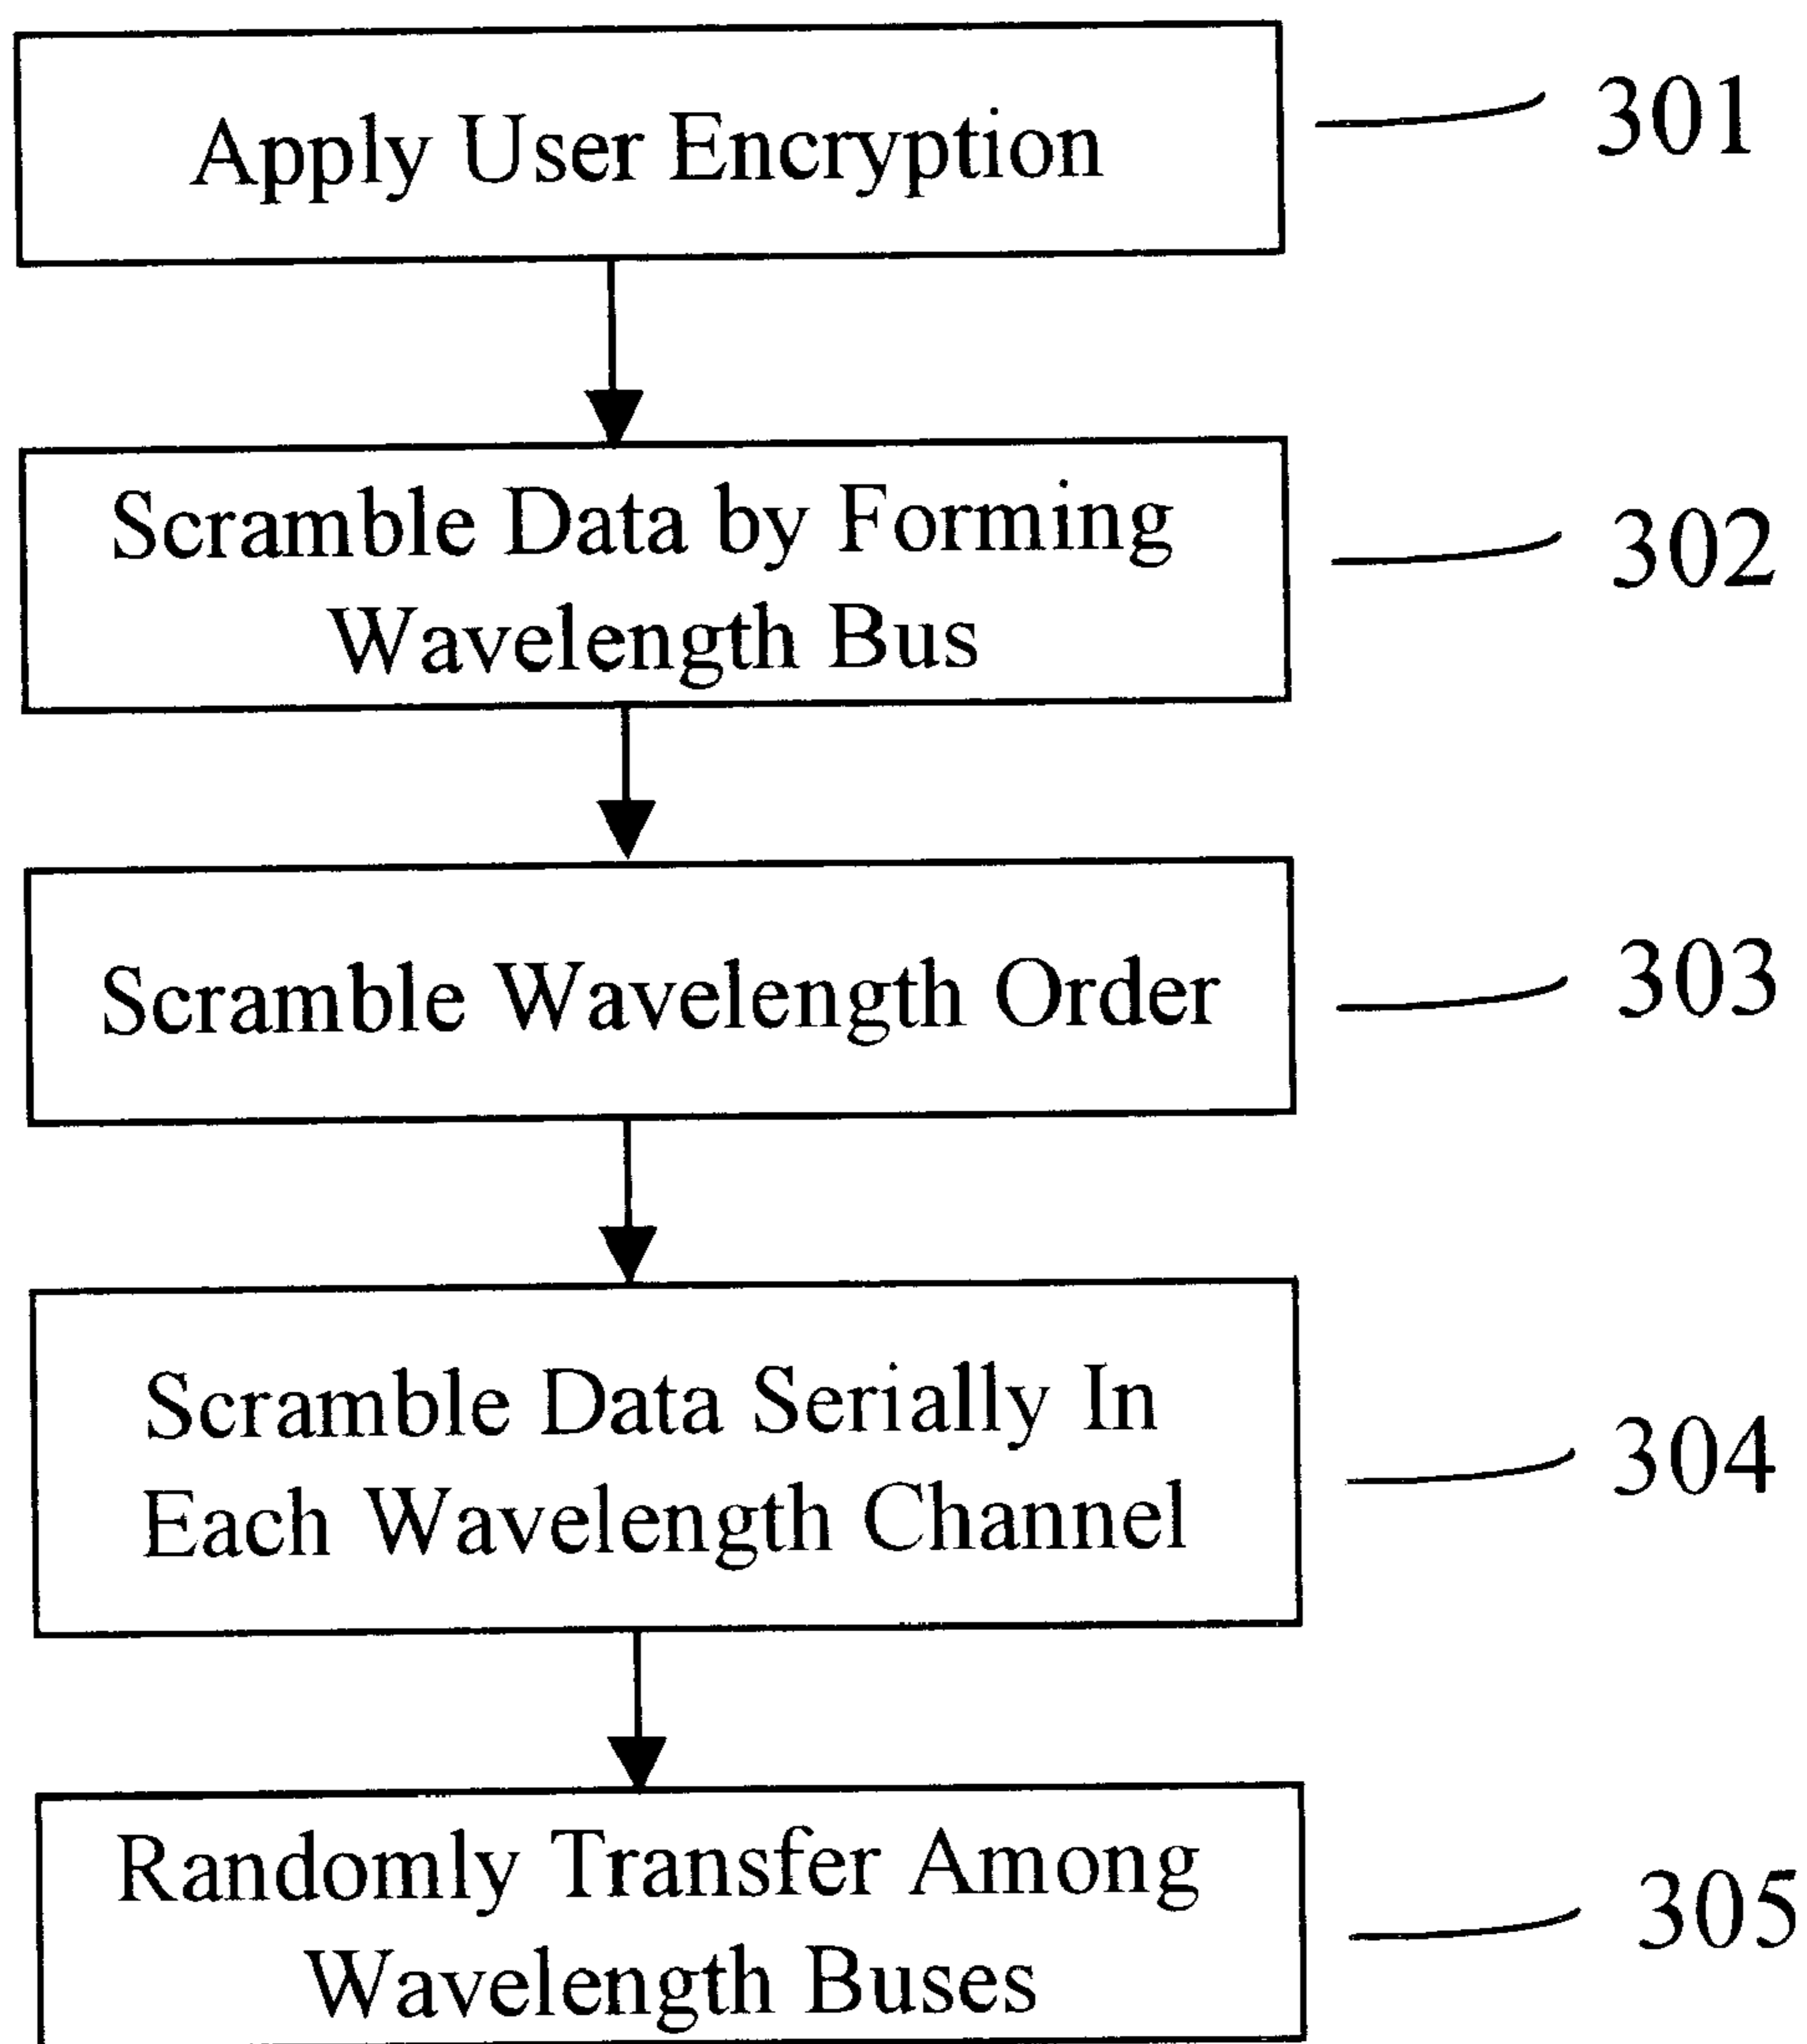 Apply User Encryption
301
Scramble Data by Forming
Wavelength Bus
302
Scramble Wavelength Order
303
Scramble Data Serially In
Each Wavelength Channel
304
Randomly Transfer Among
Wavelength Buses
305